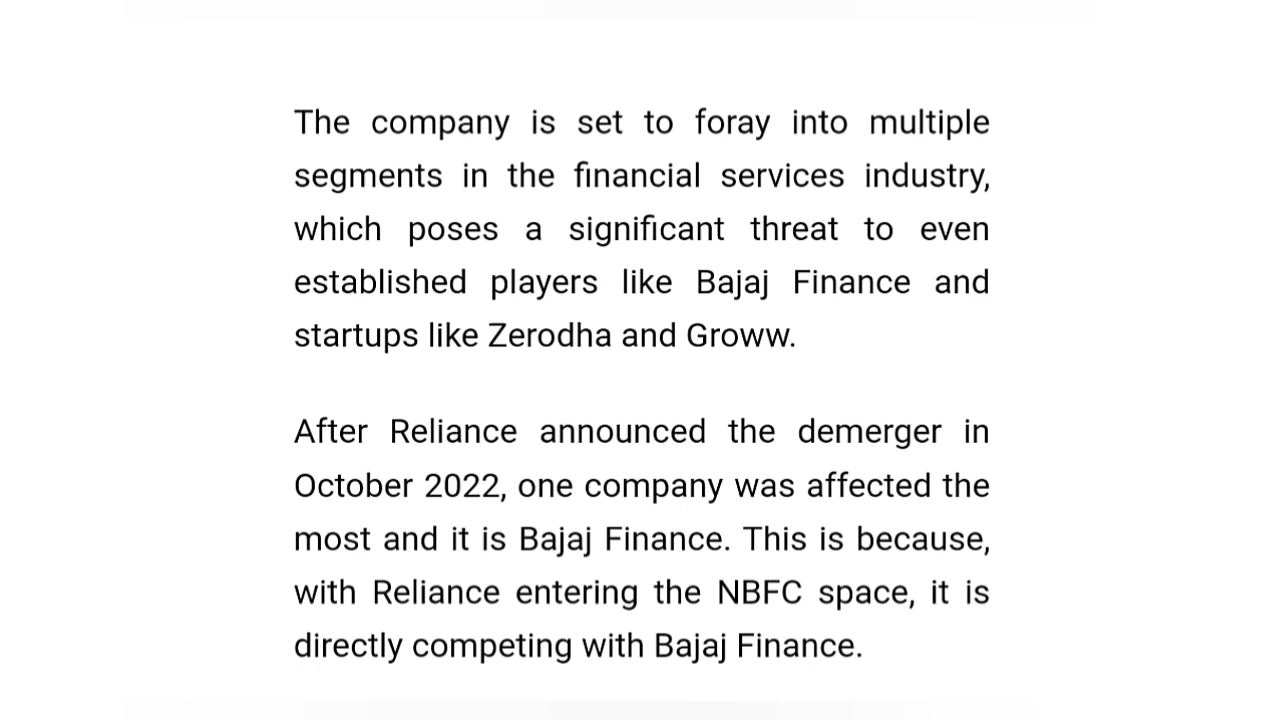 The company is set to foray into multiple
segments in the financial services industry,
which poses a significant threat to even
established players like Bajaj Finance and
startups like Zerodha and Groww.
After Reliance announced the demerger in
October 2022, one company was affected the
most and it is Bajaj Finance. This is because,
with Reliance entering the NBFC space, it is
directly competing with Bajaj Finance.